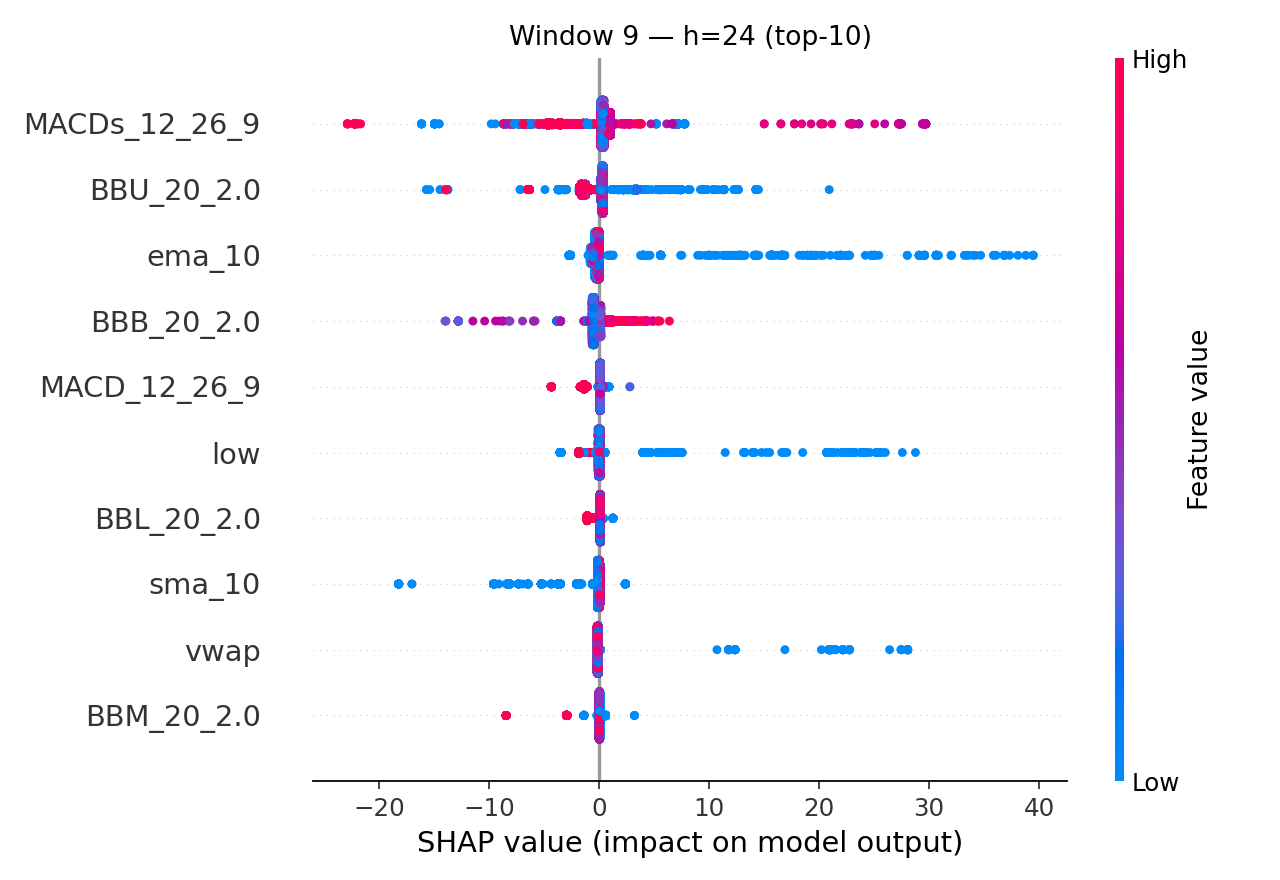 Window 9 — h=24 (top-10)
High
MACDs_12_26_9
BBU_20_2.0
ema_10
BBB_20_2.0
MACD_12_26_9
low
BBL_20_2.0
sma_10
vwap
BBM_20_2.0
Feature value
Low
−20 −10 0 10 20 30 40
SHAP value (impact on model output)